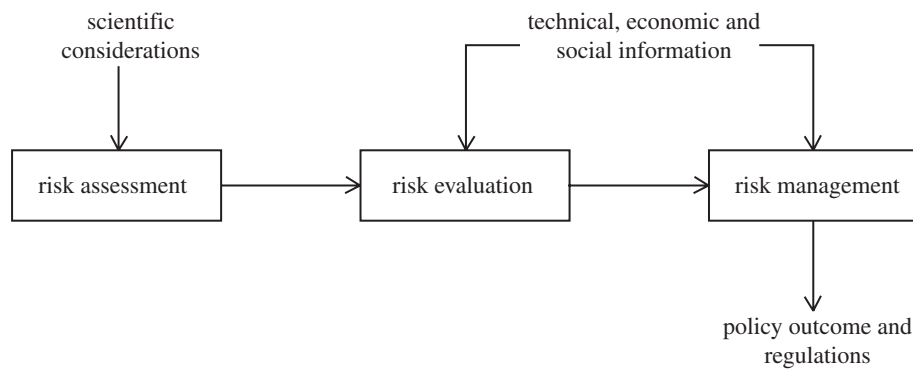 scientific
considerations
technical, economic and
social information
risk assessment
risk evaluation
risk management
policy outcome and
regulations